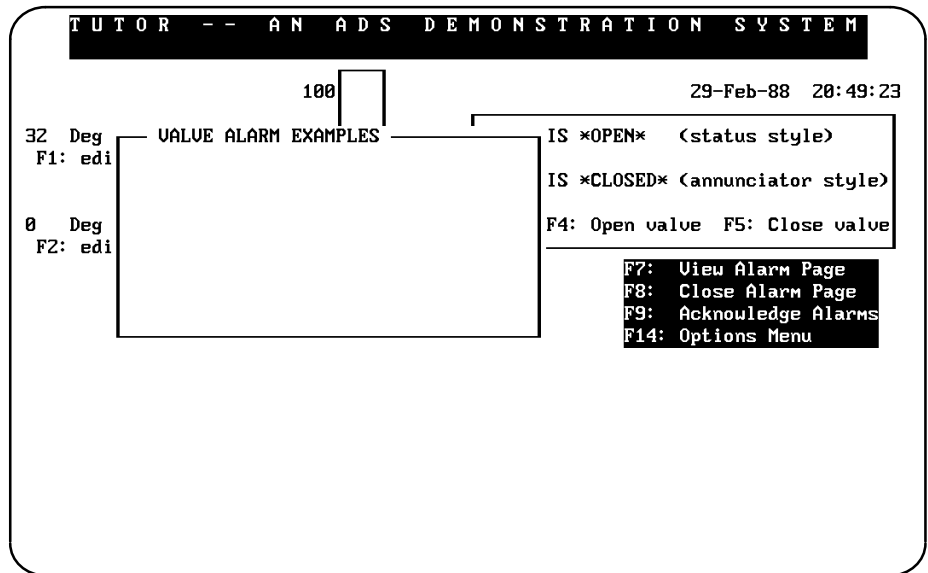 TUTOR -- AN ADS DEMONSTRATION SYSTEM
100
29-Feb-88 20:49:23
32 Deg
F1: edi
VALVE ALARM EXAMPLES
IS *OPEN* (status style)
IS *CLOSED* (annunciator style)
0 Deg
F2: edi
F4: Open valve F5: Close valve
F7: View Alarm Page
F8: Close Alarm Page
F9: Acknowledge Alarms
F14: Options Menu